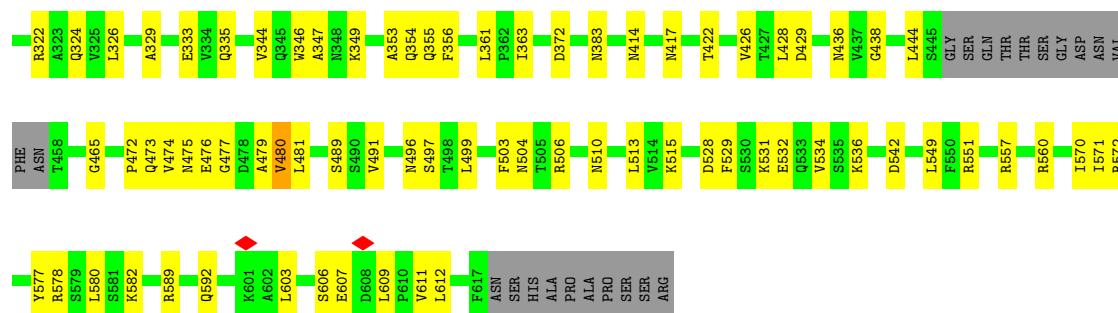 R322 A323 Q324 V325 L326 A329 E333 V334 Q335 V344 Q345 W346 A347 N348 K349 A353 Q354 Q355 F356 L361 P362 I363 D372 N383 N414 N417 T422 V426 T427 L428 D429 N436 V437 G438 L444 S445 GLY SER GLN THR THR SER GLY ASP ASN VAL
PHE ASN T458 G465 P472 Q473 V474 N475 E476 G477 D478 A479 V480 L481 S489 S490 V491 N496 S497 T498 L499 F503 N504 T505 R506 N510 L513 V514 K515 D528 F529 S530 K531 E532 Q533 V534 S535 K536 D542 L549 F550 R551 R557 R560 I570 I571 R572
Y577 R578 S579 L580 S581 K582 R589 Q592 K601 A602 L603 S606 E607 D608 L609 P610 V611 L612 F617 ASN SER HIS ALA PRO ALA PRO SER SER ARG